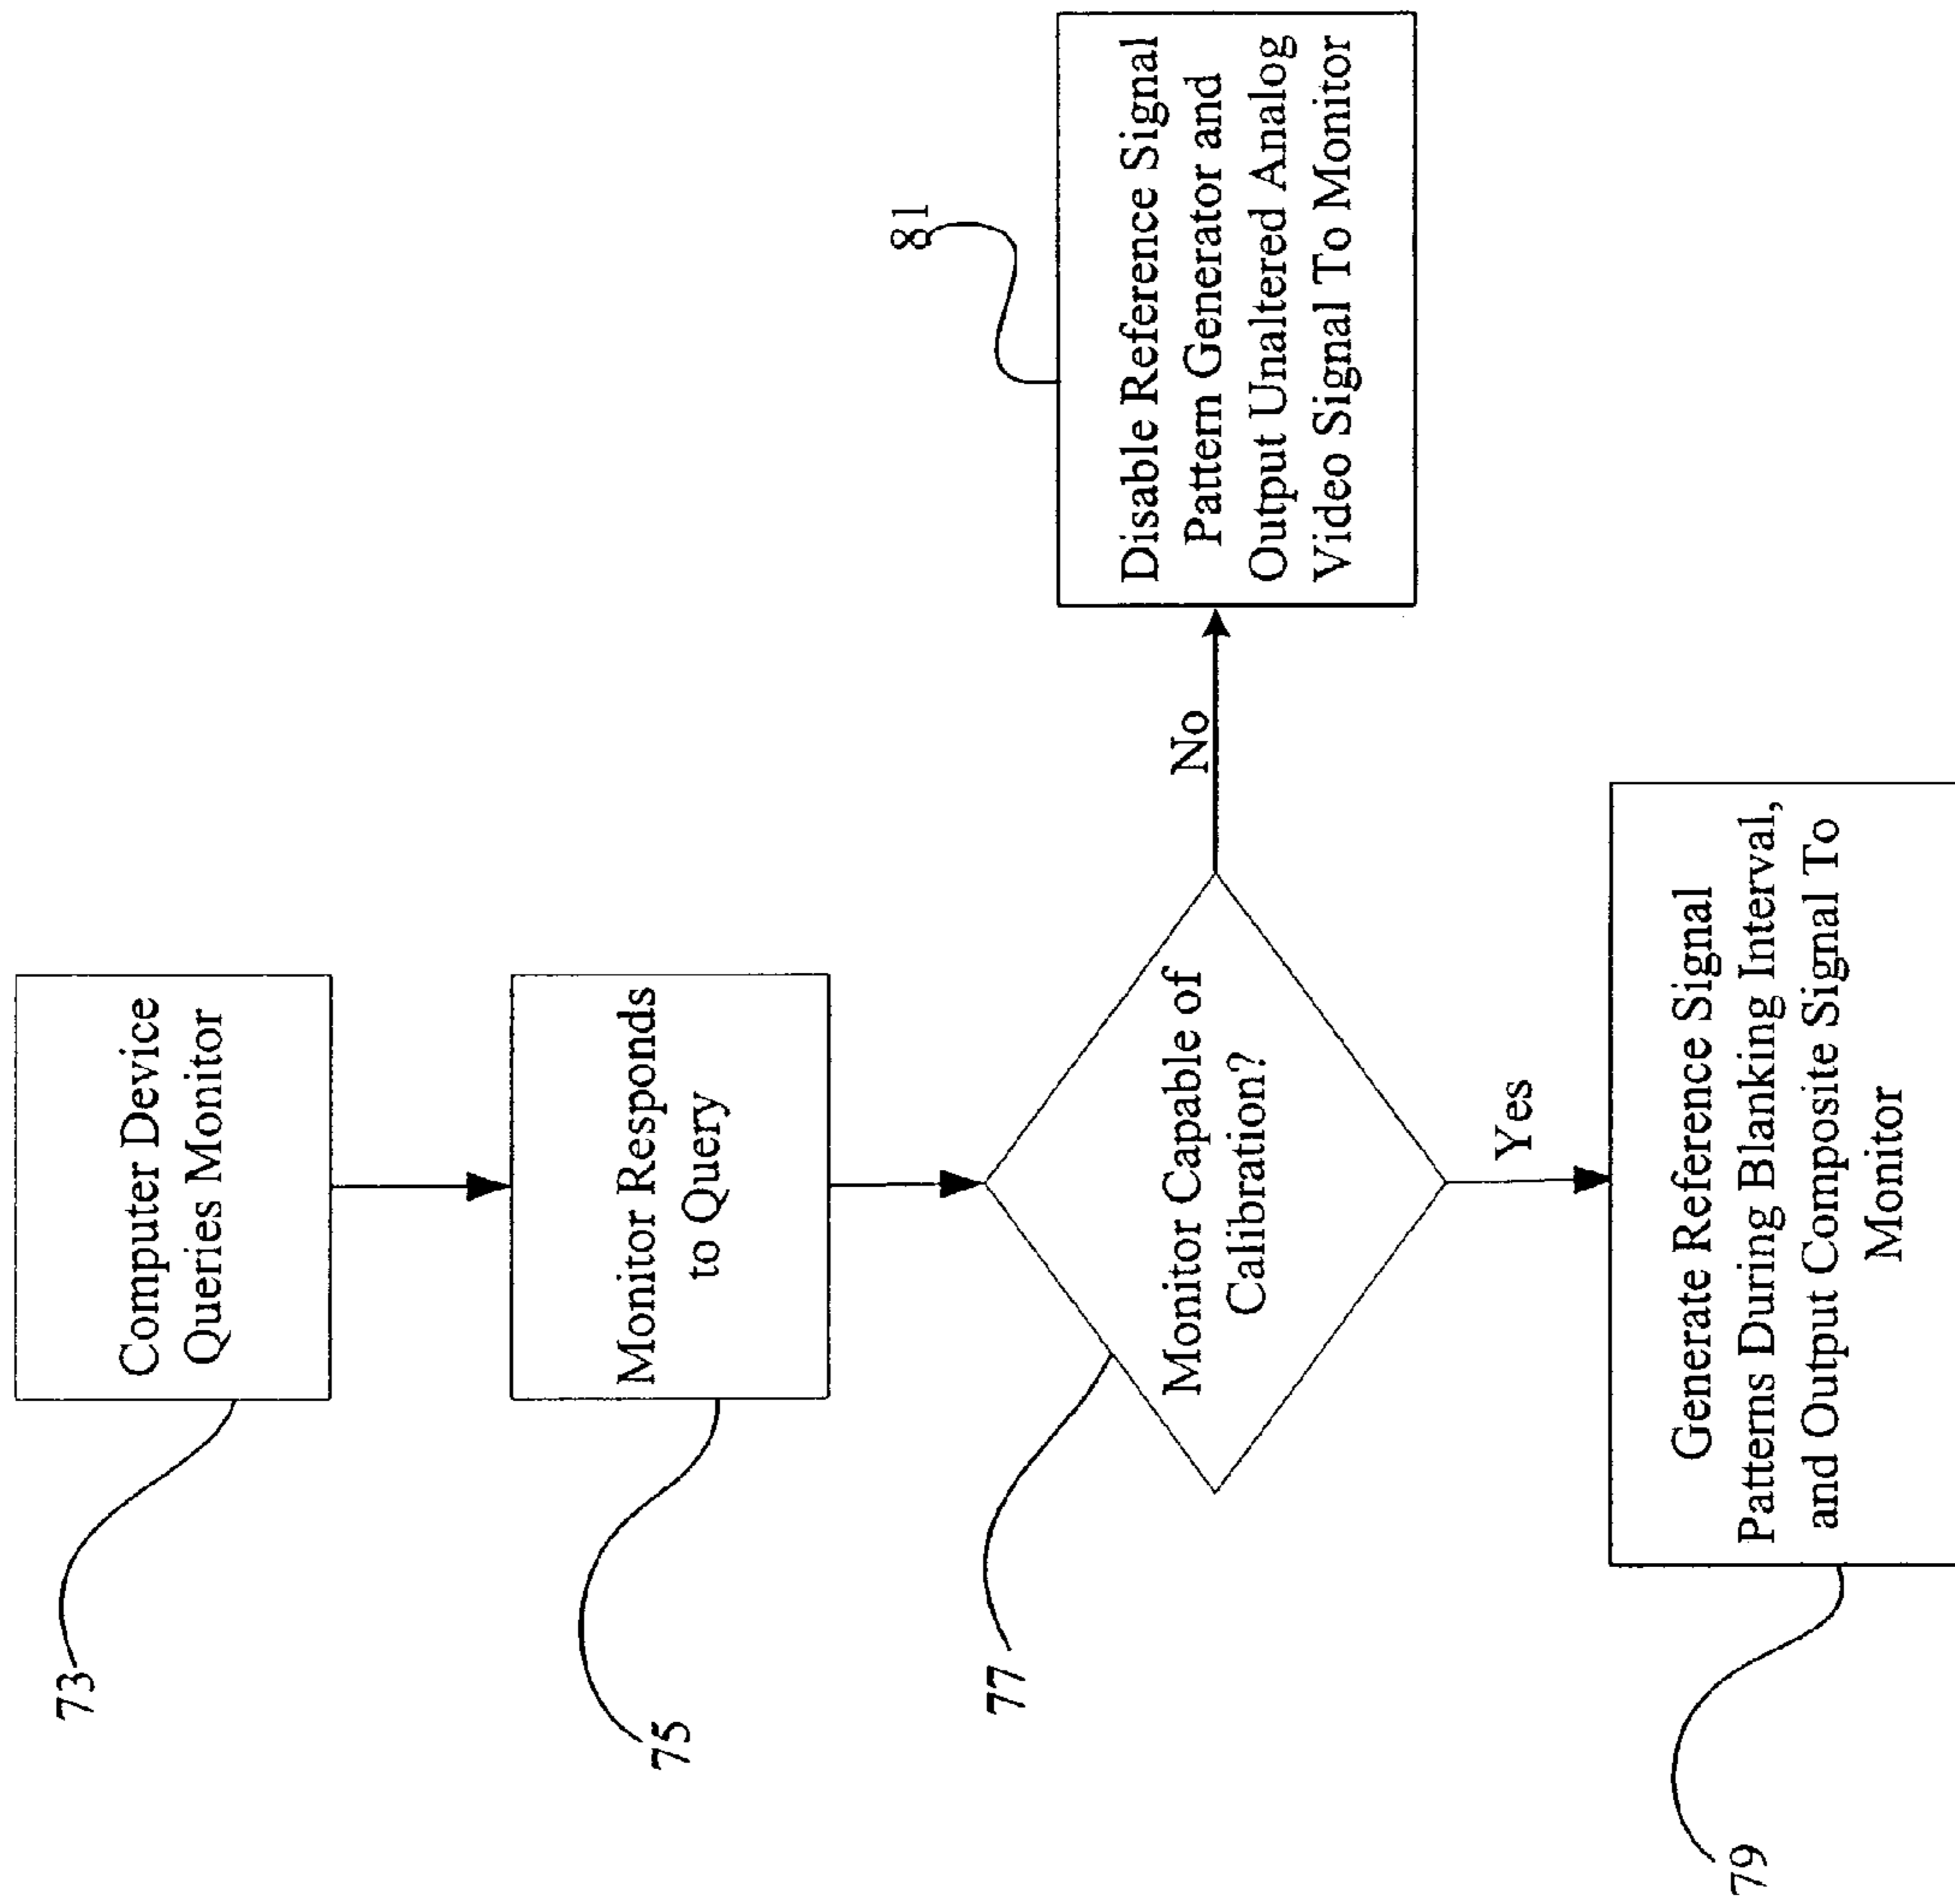 73
Computer Device
Queries Monitor
75
Monitor Responds
to Query
77
Monitor Capable of
Calibration?
No
81
Disable Reference Signal
Pattern Generator and
Output Unaltered Analog
Video Signal To Monitor
Yes
79
Generate Reference Signal
Patterns During Blanking Interval,
and Output Composite Signal To
Monitor